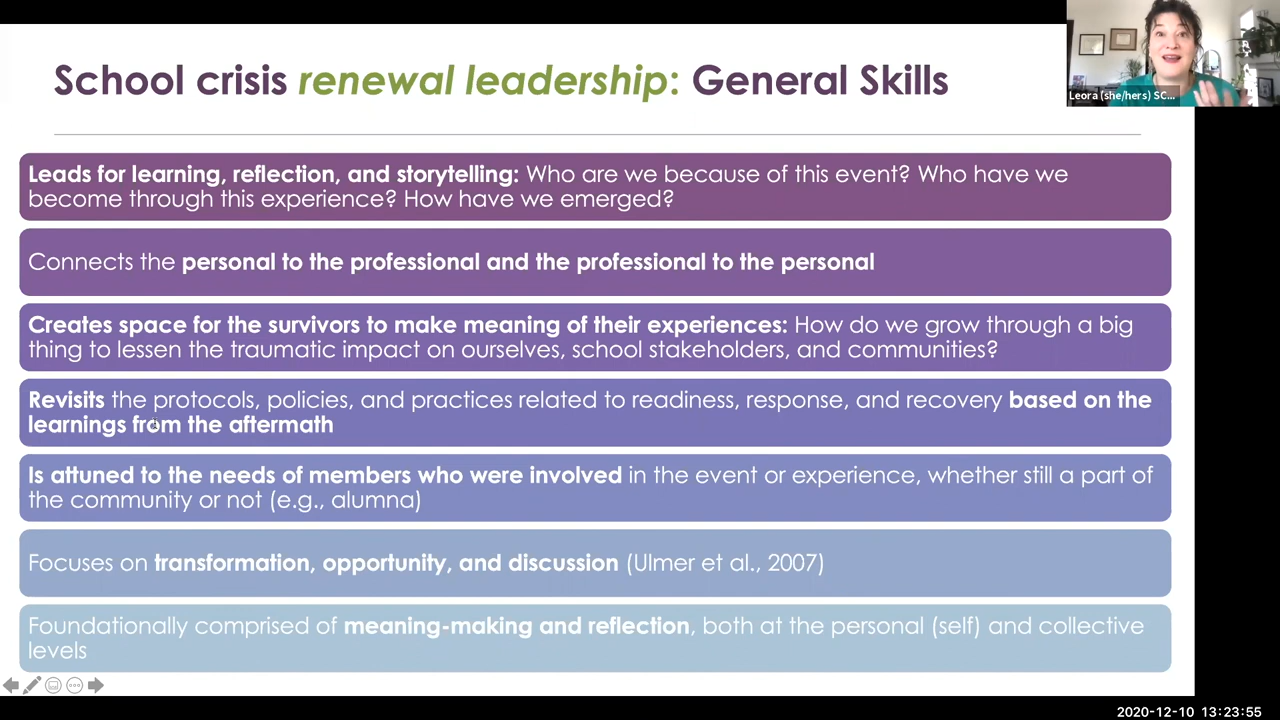 School crisis renewal leadership: General Skills
Leora (she/hers) SC...
Leads for learning, reflection, and storytelling: Who are we because of this event? Who have we
become through this experience? How have we emerged?
Connects the personal to the professional and the professional to the personal
Creates space for the survivors to make meaning of their experiences: How do we grow through a big
thing to lessen the traumatic impact on ourselves, school stakeholders, and communities?
Revisits the protocols, policies, and practices related to readiness, response, and recovery based on the
learnings from the aftermath
Is attuned to the needs of members who were involved in the event or experience, whether still a part of
the community or not (e.g., alumna)
Focuses on transformation, opportunity, and discussion (Ulmer et al., 2007)
Foundationally comprised of meaning-making and reflection, both at the personal (self) and collective
levels
2020-12-10 13:23:55